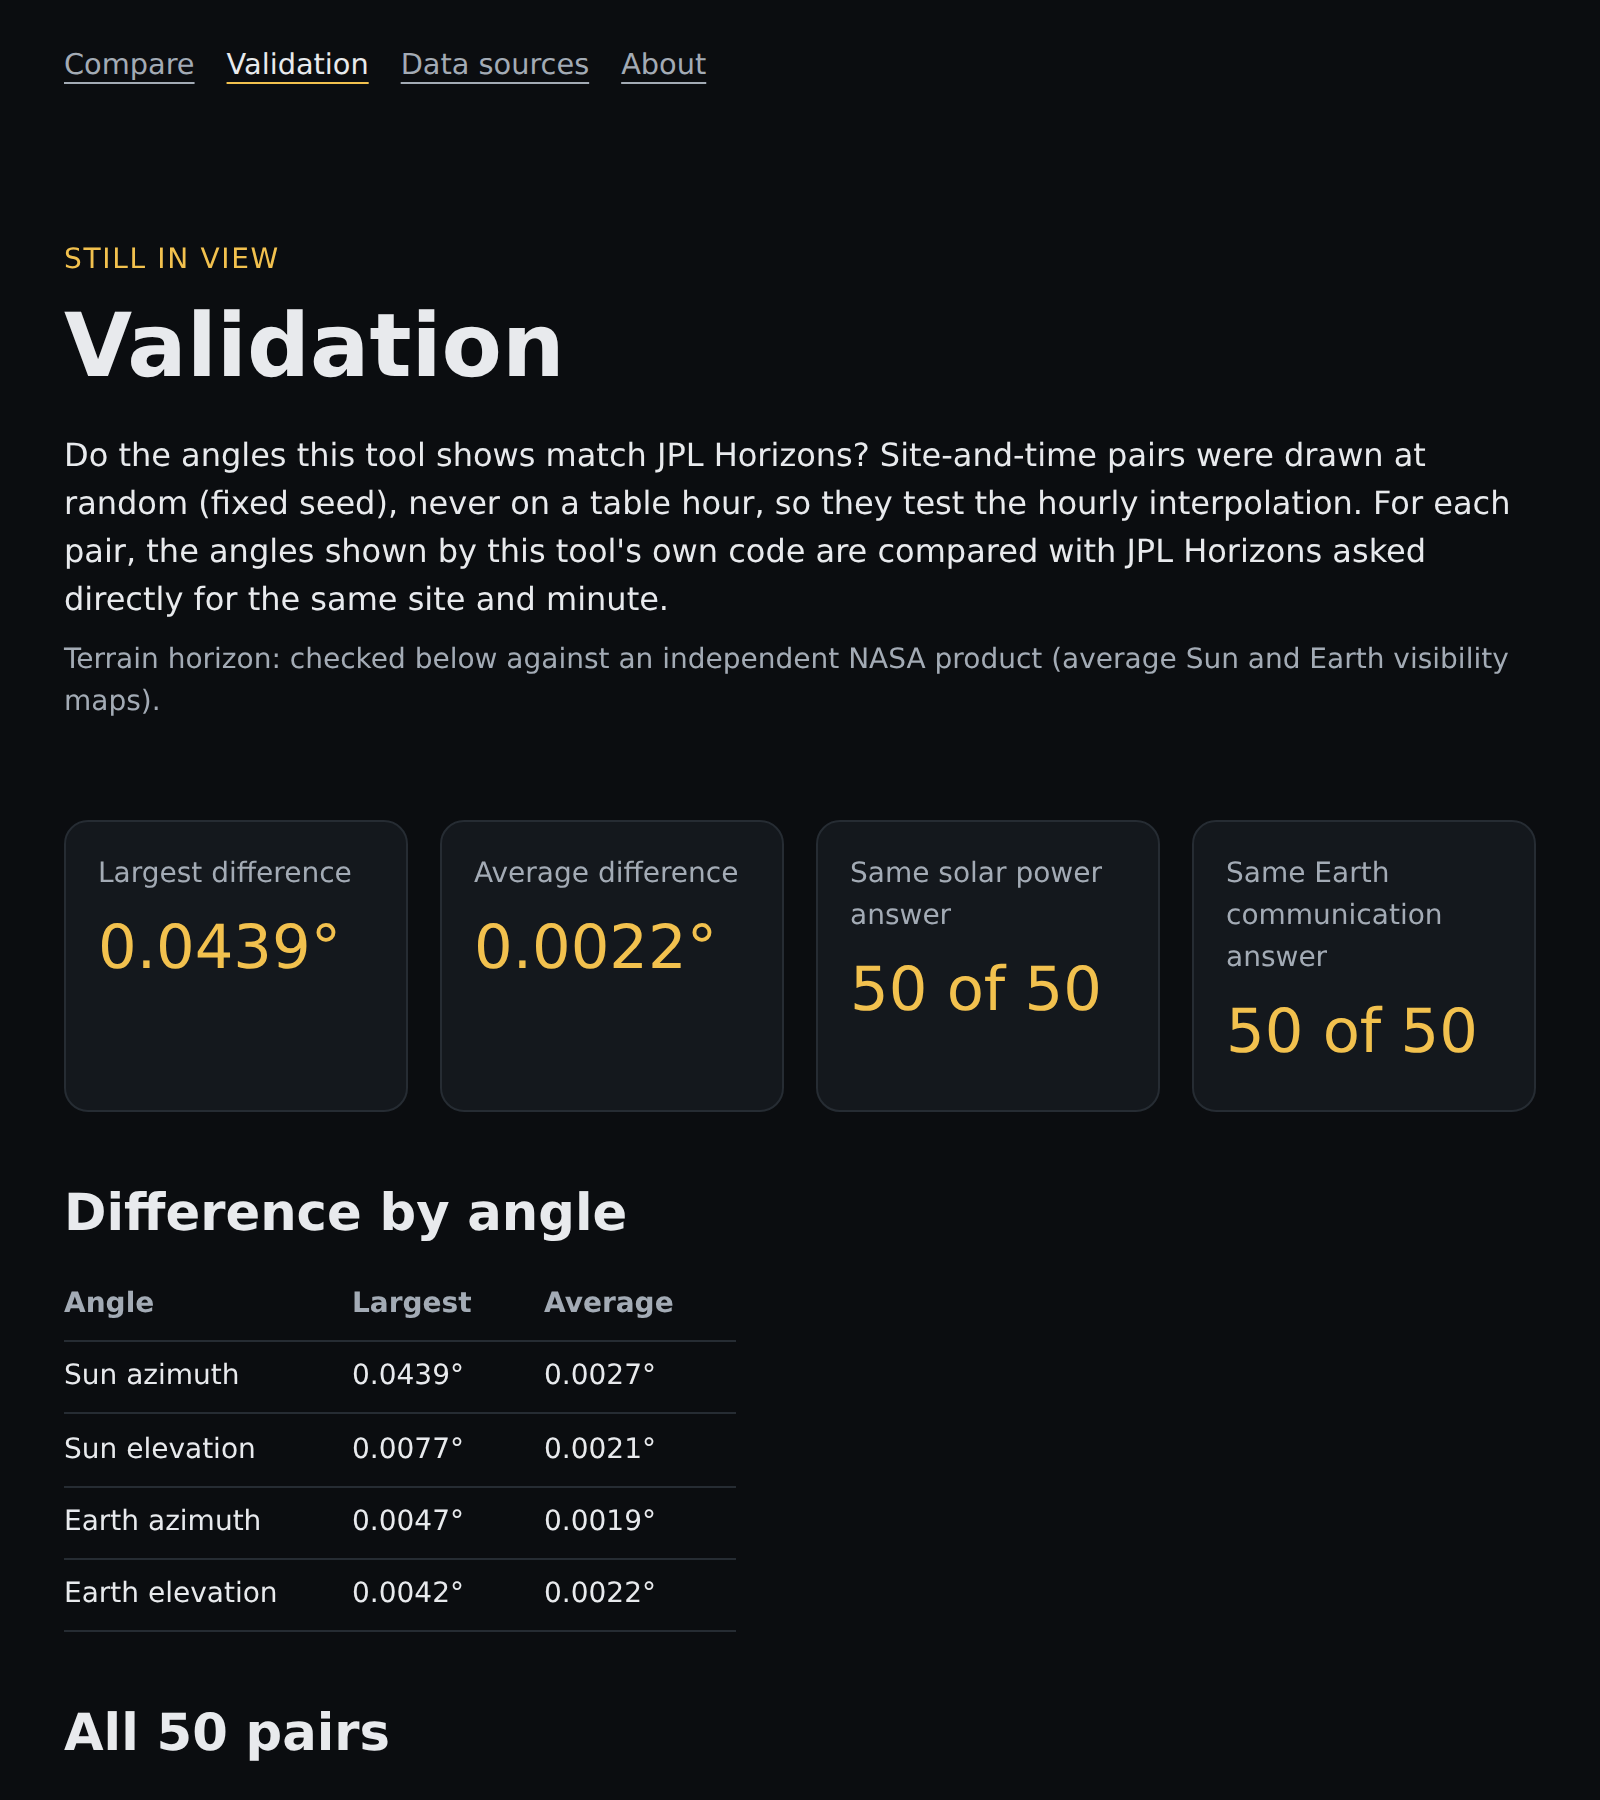 Compare Validation Data sources About
STILL IN VIEW
Validation
Do the angles this tool shows match JPL Horizons? Site-and-time pairs were drawn at
random (fixed seed), never on a table hour, so they test the hourly interpolation. For each
pair, the angles shown by this tool's own code are compared with JPL Horizons asked
directly for the same site and minute.
Terrain horizon: checked below against an independent NASA product (average Sun and Earth visibility
maps).
Largest difference
0.0439°
Average difference
0.0022°
Same solar power
answer
50 of 50
Same Earth
communication
answer
50 of 50
Difference by angle
Angle Largest Average
Sun azimuth 0.0439° 0.0027°
Sun elevation 0.0077° 0.0021°
Earth azimuth 0.0047° 0.0019°
Earth elevation 0.0042° 0.0022°
All 50 pairs